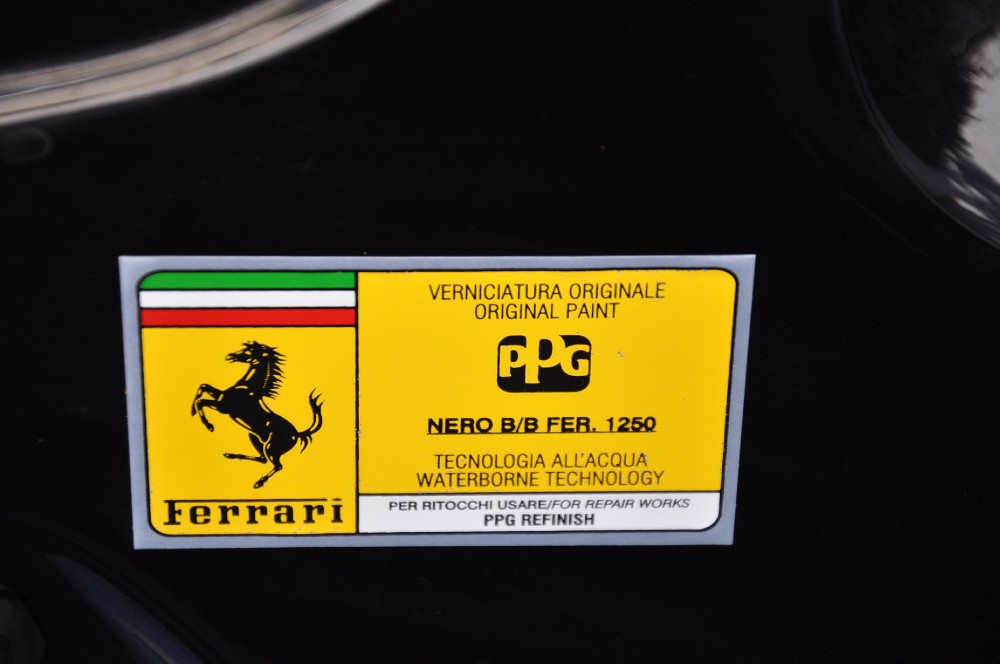 Ferrari
VERNICIATURA ORIGINALE
ORIGINAL PAINT
PPG
NERO B/B FER. 1250
TECNOLOGIA ALL'ACQUA
WATERBORNE TECHNOLOGY
PER RITOCCHI USARE/FOR REPAIR WORKS
PPG REFINISH